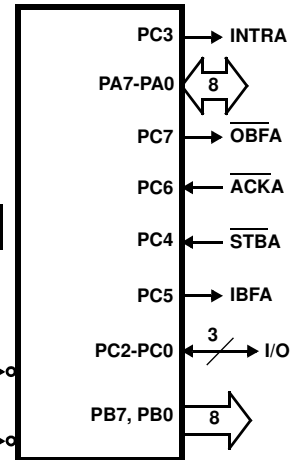 PC3 INTRA
PA7-PA0 8
PC7 OBFA
PC6 ACKA
PC4 STBA
PC5 IBFA
PC2-PC0 3 I/O
PB7, PB0 8